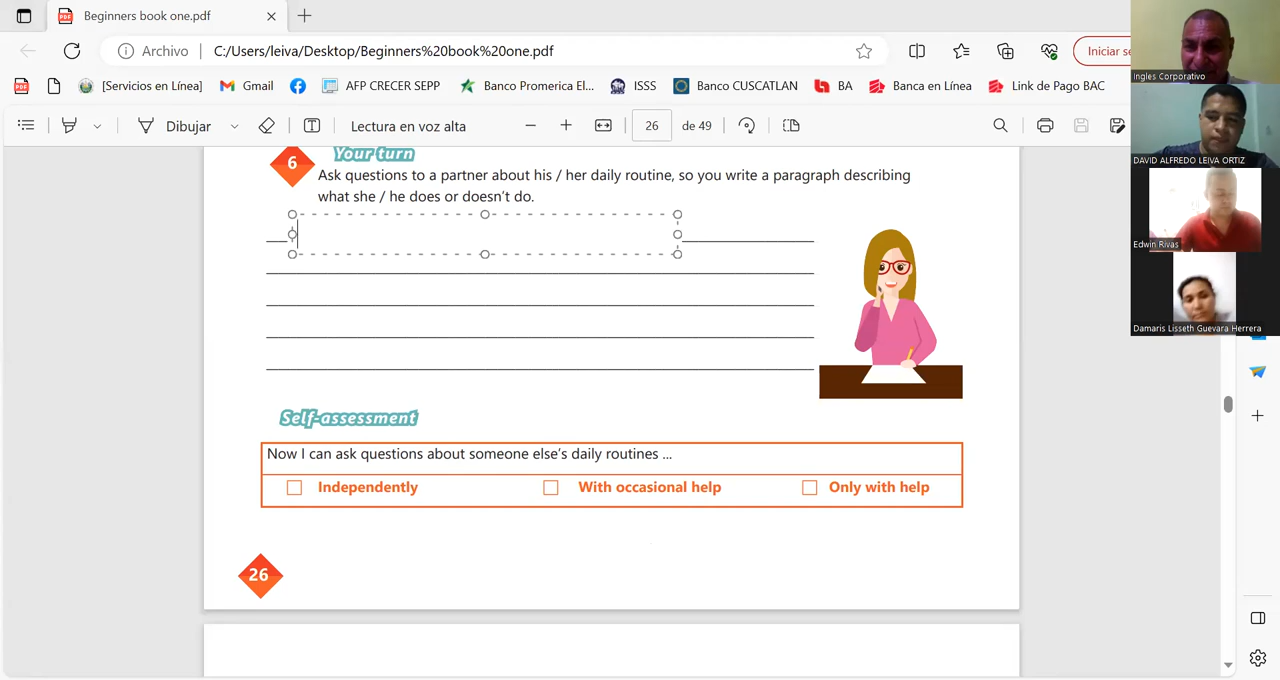 Beginners book one.pdf
Archivo
C:/Users/leiva/Desktop/Beginners%20book%20one.pdf
Iniciar se
[Servicios en Línea]
Gmail
AFP CRECER SEPP
Banco Promerica El...
ISSS
Banco CUSCATLAN
BA
Banca en Línea
Link de Pago BAC
Dibujar
Lectura en voz alta
26
de 49
Ingles Corporativo
DAVID ALFREDO LEIVA ORTIZ
Edwin Rivas
Damaris Lisseth Guevara Herrera
6
Your turn
Ask questions to a partner about his / her daily routine, so you write a paragraph describing
what she / he does or doesn't do.
Self-assessment
Now I can ask questions about someone else's daily routines ...
Independently
With occasional help
Only with help
26